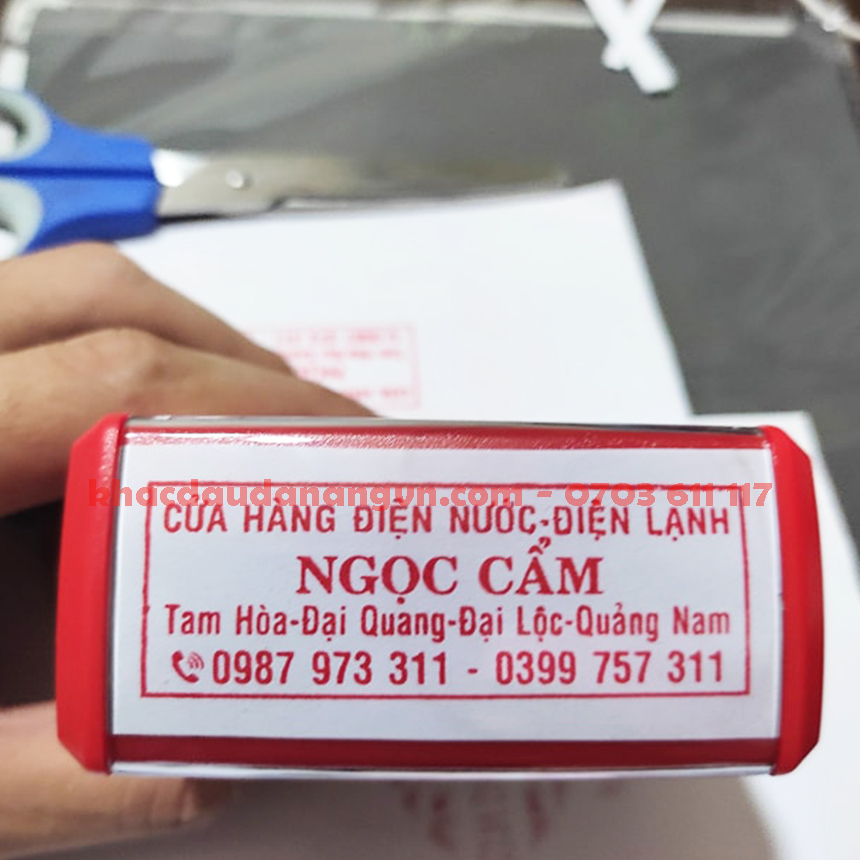 khacdaudanangvn.com - 0703 611 117
CỬA HÀNG ĐIỆN NƯỚC-ĐIỆN LẠNH
NGỌC CẨM
Tam Hòa-Đại Quang-Đại Lộc-Quảng Nam
0987 973 311 - 0399 757 311